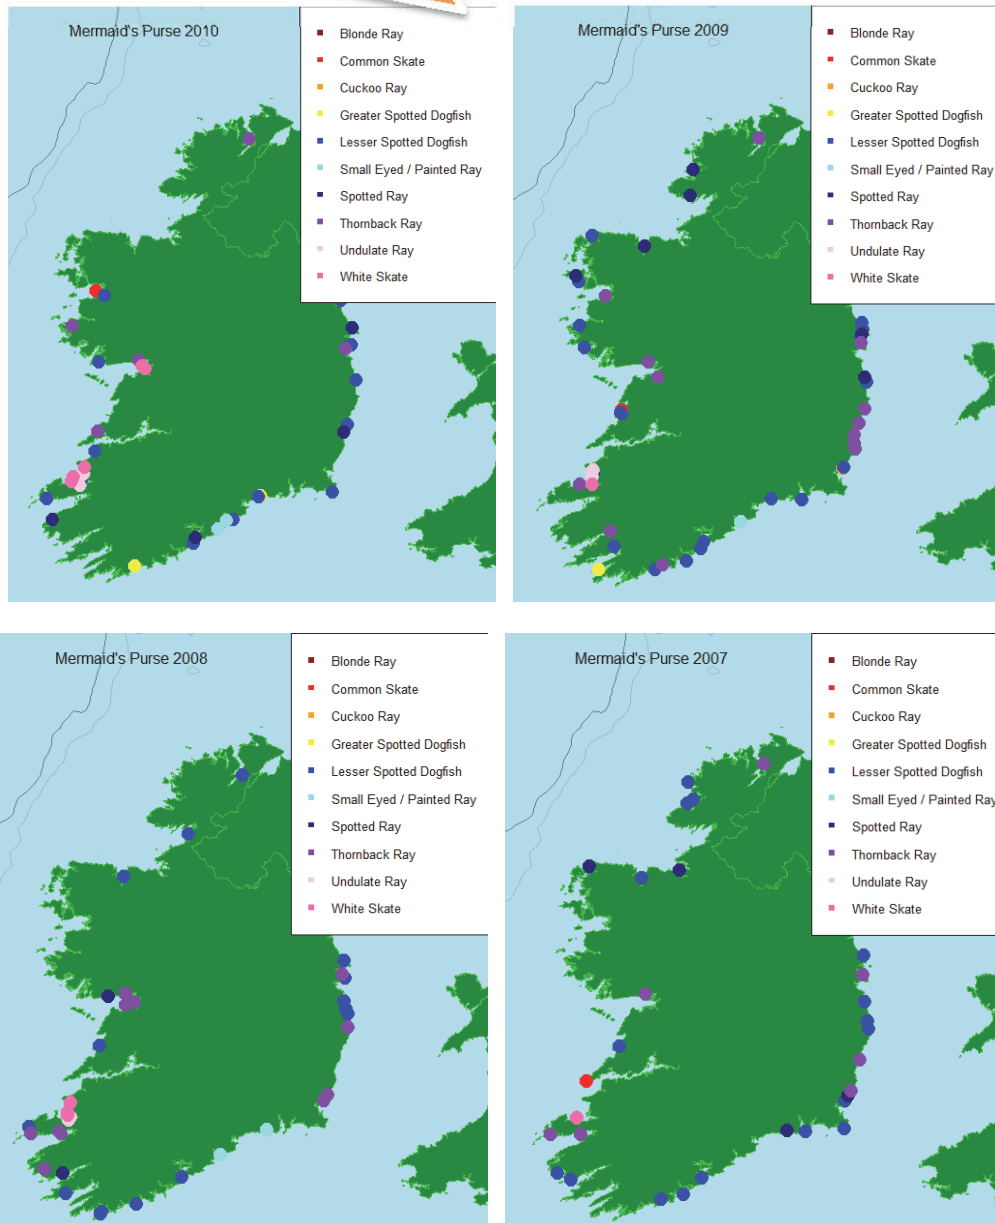 Mermaid's Purse 2010
Blonde Ray
Common Skate
Cuckoo Ray
Greater Spotted Dogfish
Lesser Spotted Dogfish
Small Eyed / Painted Ray
Spotted Ray
Thornback Ray
Undulate Ray
White Skate
Mermaid's Purse 2009
Blonde Ray
Common Skate
Cuckoo Ray
Greater Spotted Dogfish
Lesser Spotted Dogfish
Small Eyed / Painted Ray
Spotted Ray
Thornback Ray
Undulate Ray
White Skate
Mermaid's Purse 2008
Blonde Ray
Common Skate
Cuckoo Ray
Greater Spotted Dogfish
Lesser Spotted Dogfish
Small Eyed / Painted Ray
Spotted Ray
Thornback Ray
Undulate Ray
White Skate
Mermaid's Purse 2007
Blonde Ray
Common Skate
Cuckoo Ray
Greater Spotted Dogfish
Lesser Spotted Dogfish
Small Eyed / Painted Ray
Spotted Ray
Thornback Ray
Undulate Ray
White Skate